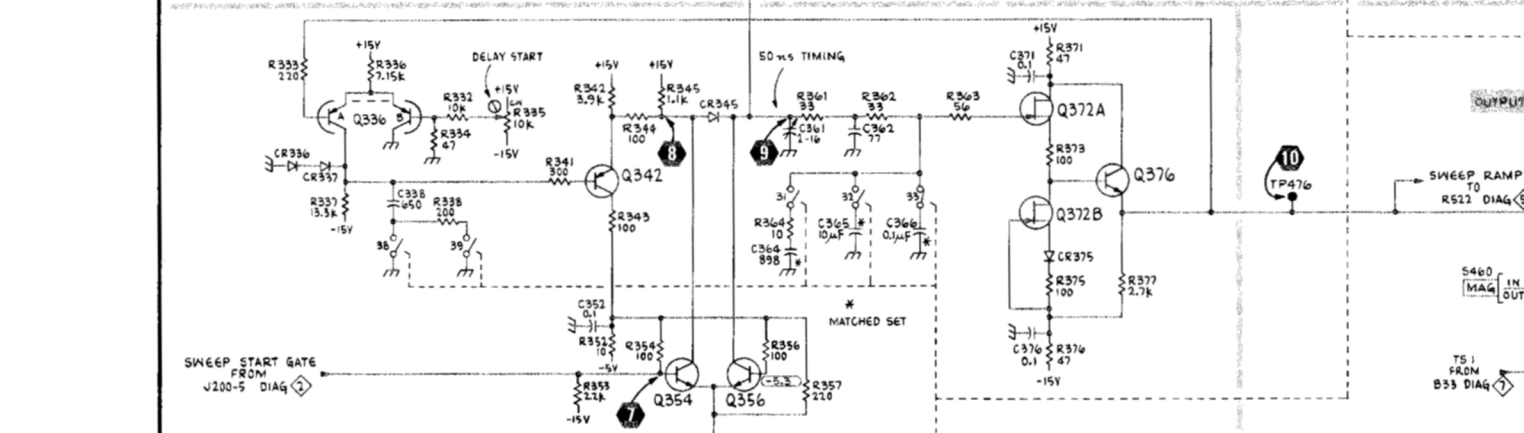 +15V
R333
220
R336
7.15K
DELAY START
+15V
CW
R335
10K
-15V
R332
10K
A
Q336
B
R334
47
CR336
CR337
R337
13.3K
-15V
C338
650
R338
200
38
39
R341
300
+15V
R342
3.9K
+15V
R345
1.1K
R344
100
8
CR345
Q342
R343
100
50 ns TIMING
9
R361
33
C361
2-16
R362
33
C362
77
R363
56
31
32
33
R364
10
C364
898
*
C365
10µF
*
C366
0.1µF
*
*
MATCHED SET
+15V
C371
0.1
R371
47
Q372A
R373
100
Q376
Q372B
CR375
R375
100
R377
2.7K
C376
0.1
R376
47
-15V
10
TP476
SWEEP RAMP
TO
R522 DIAG
OUTPUT
S460
MAG
IN
OUT
TS1
FROM
B33 DIAG 7
C352
0.1
R352
10
-5V
R354
100
R356
100
-5.3
R357
220
Q354
Q356
R353
22K
-15V
7
SWEEP START GATE
FROM
J200-5 DIAG 2